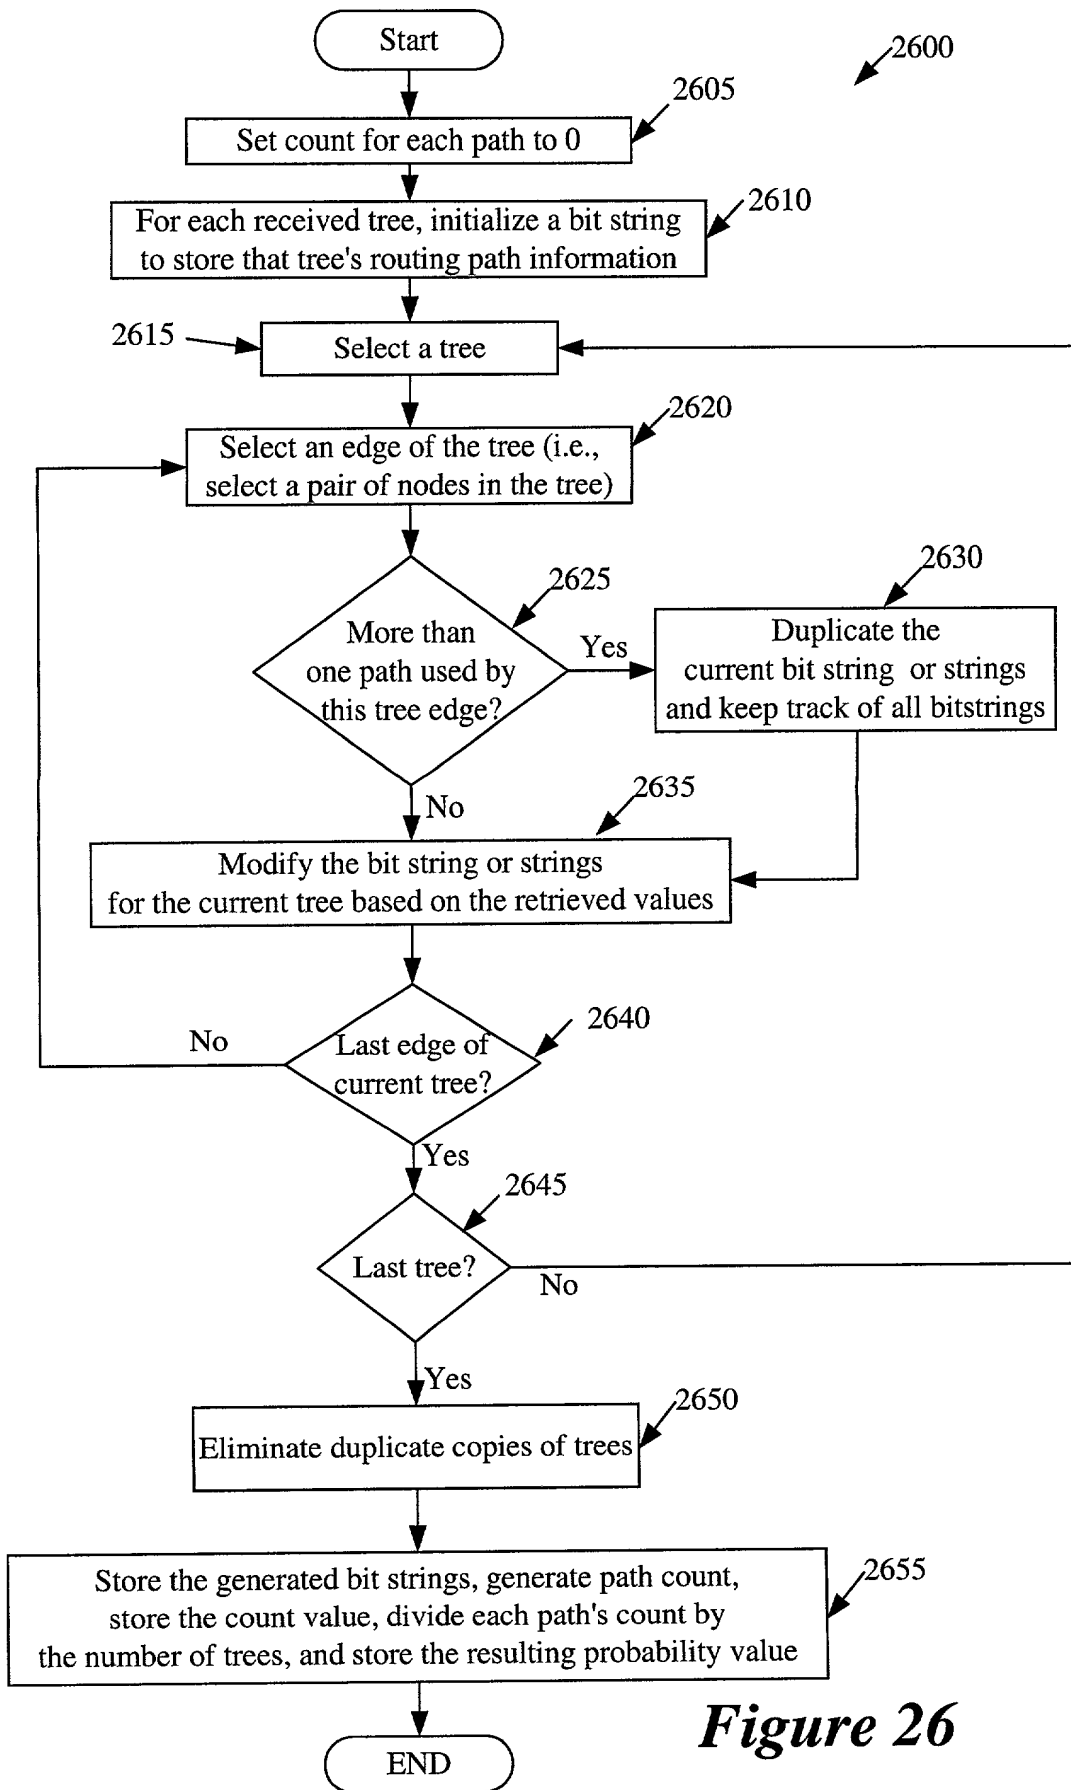 Start
2600
2605
Set count for each path to 0
2610
For each received tree, initialize a bit string
to store that tree's routing path information
2615
Select a tree
2620
Select an edge of the tree (i.e.,
select a pair of nodes in the tree)
2625
More than
one path used by
this tree edge?
Yes
2630
Duplicate the
current bit string or strings
and keep track of all bitstrings
No
2635
Modify the bit string or strings
for the current tree based on the retrieved values
2640
Last edge of
current tree?
No
Yes
2645
Last tree?
No
Yes
2650
Eliminate duplicate copies of trees
2655
Store the generated bit strings, generate path count,
store the count value, divide each path's count by
the number of trees, and store the resulting probability value
END
Figure 26